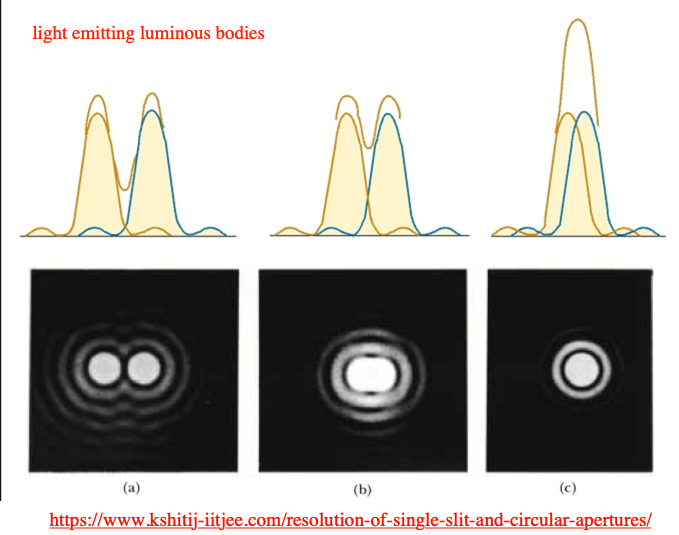 light emitting luminous bodies
(a)
(b)
(c)
https://www.kshitij-iitjee.com/resolution-of-single-slit-and-circular-apertures/